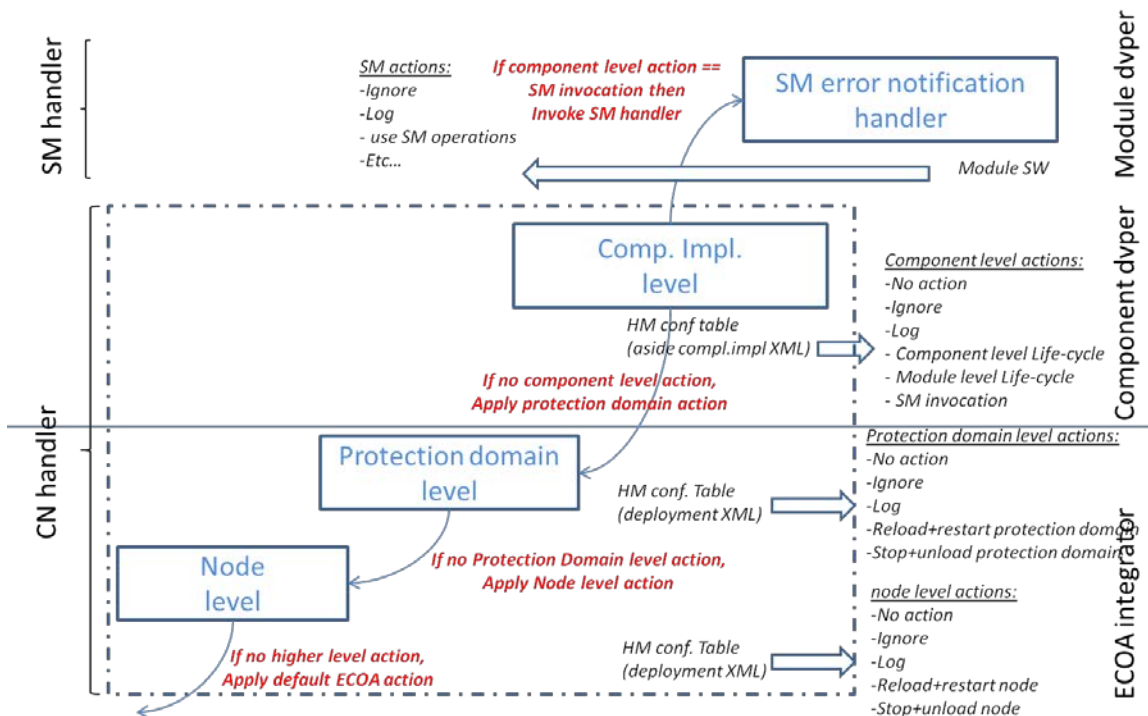 SM handler
SM actions:
-Ignore
-Log
- use SM operations
-Etc...
If component level action ==
SM invocation then
Invoke SM handler
SM error notification
handler
Module SW
Module dvper
CN handler
Comp. Impl.
level
HM conf table
(aside compl.impl XML)
Component level actions:
-No action
-Ignore
-Log
- Component level Life-cycle
- Module level Life-cycle
- SM invocation
Component dvper
If no component level action,
Apply protection domain action
Protection domain
level
HM conf. Table
(deployment XML)
Protection domain level actions:
-No action
-Ignore
-Log
-Reload+restart protection domain
-Stop+unload protection domain
If no Protection Domain level action,
Apply Node level action
Node
level
HM conf. Table
(deployment XML)
node level actions:
-No action
-Ignore
-Log
-Reload+restart node
-Stop+unload node
ECOA integrator
If no higher level action,
Apply default ECOA action